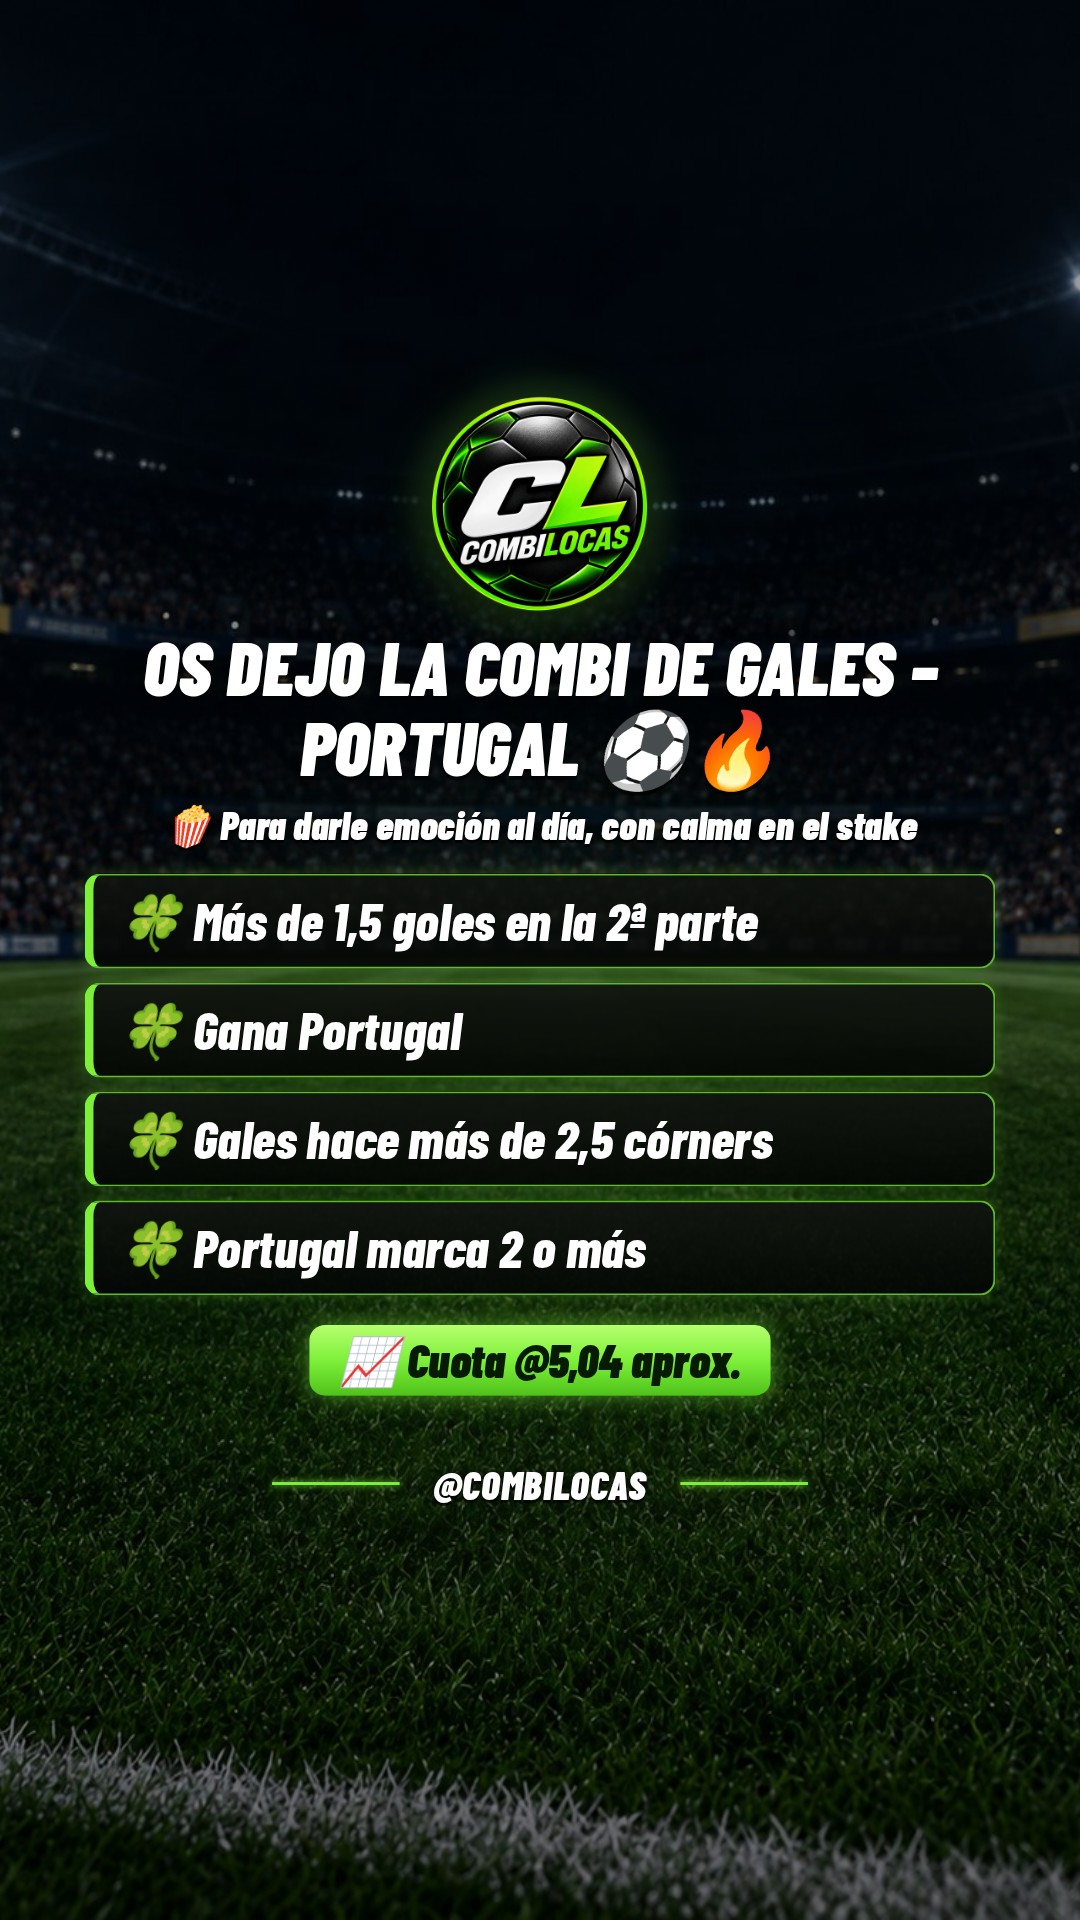 CL
COMBILOCAS
OS DEJO LA COMBI DE GALES -
PORTUGAL ⚽🔥
🍿 Para darle emoción al día, con calma en el stake
🍀 Más de 1,5 goles en la 2ª parte
🍀 Gana Portugal
🍀 Gales hace más de 2,5 córners
🍀 Portugal marca 2 o más
📈 Cuota @5,04 aprox.
@COMBILOCAS